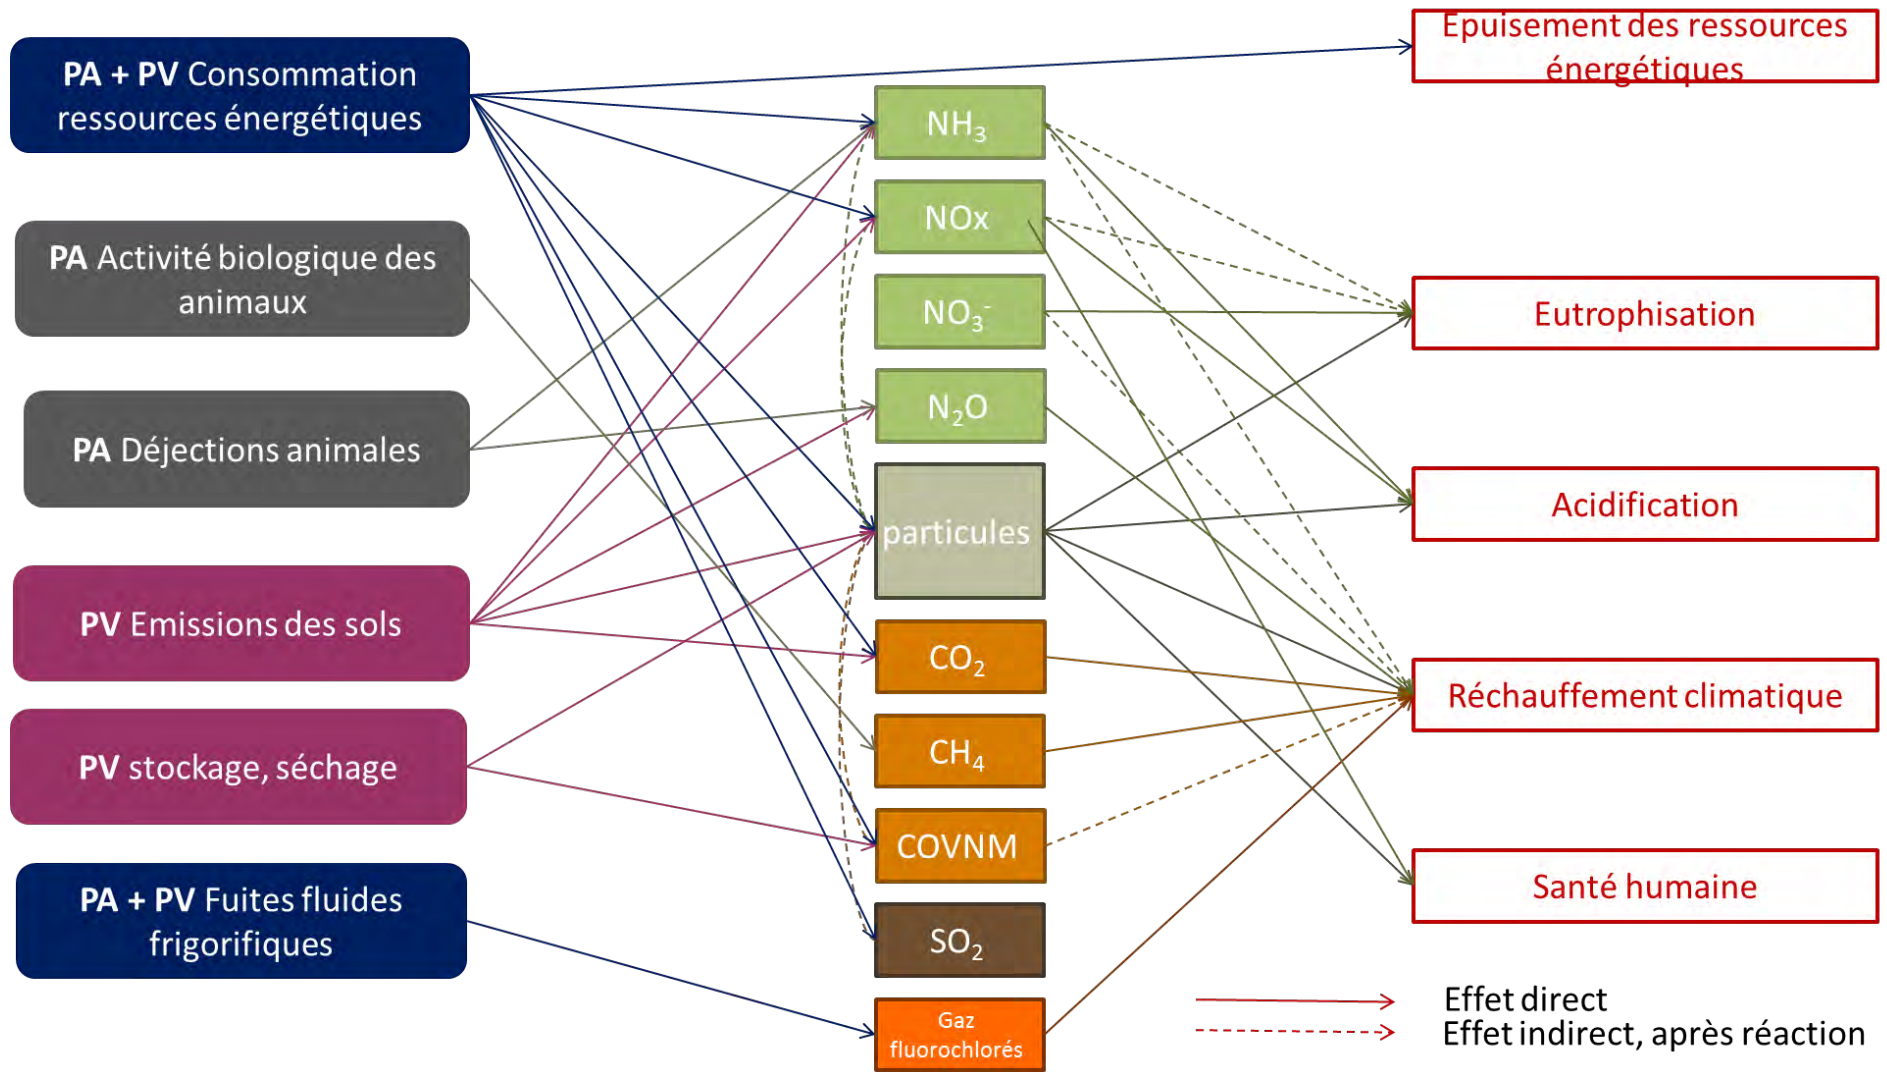 PA + PV Consommation
ressources énergétiques
PA Activité biologique des
animaux
PA Déjections animales
PV Emissions des sols
PV stockage, séchage
PA + PV Fuites fluides
frigorifiques
NH₃
NOx
NO₃⁻
N₂O
particules
CO₂
CH₄
COVNM
SO₂
Gaz
fluorochlorés
Epuisement des ressources
énergétiques
Eutrophisation
Acidification
Réchauffement climatique
Santé humaine
Effet direct
Effet indirect, après réaction